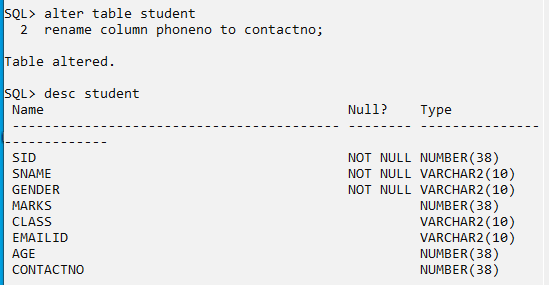 SQL> alter table student
  2  rename column phoneno to contactno;
Table altered.
SQL> desc student
 Name                                      Null?    Type
 ----------------------------------------- -------- ---------------
-------------
 SID                                       NOT NULL NUMBER(38)
 SNAME                                     NOT NULL VARCHAR2(10)
 GENDER                                    NOT NULL VARCHAR2(10)
 MARKS                                              NUMBER(38)
 CLASS                                              VARCHAR2(10)
 EMAILID                                            VARCHAR2(10)
 AGE                                                NUMBER(38)
 CONTACTNO                                          NUMBER(38)